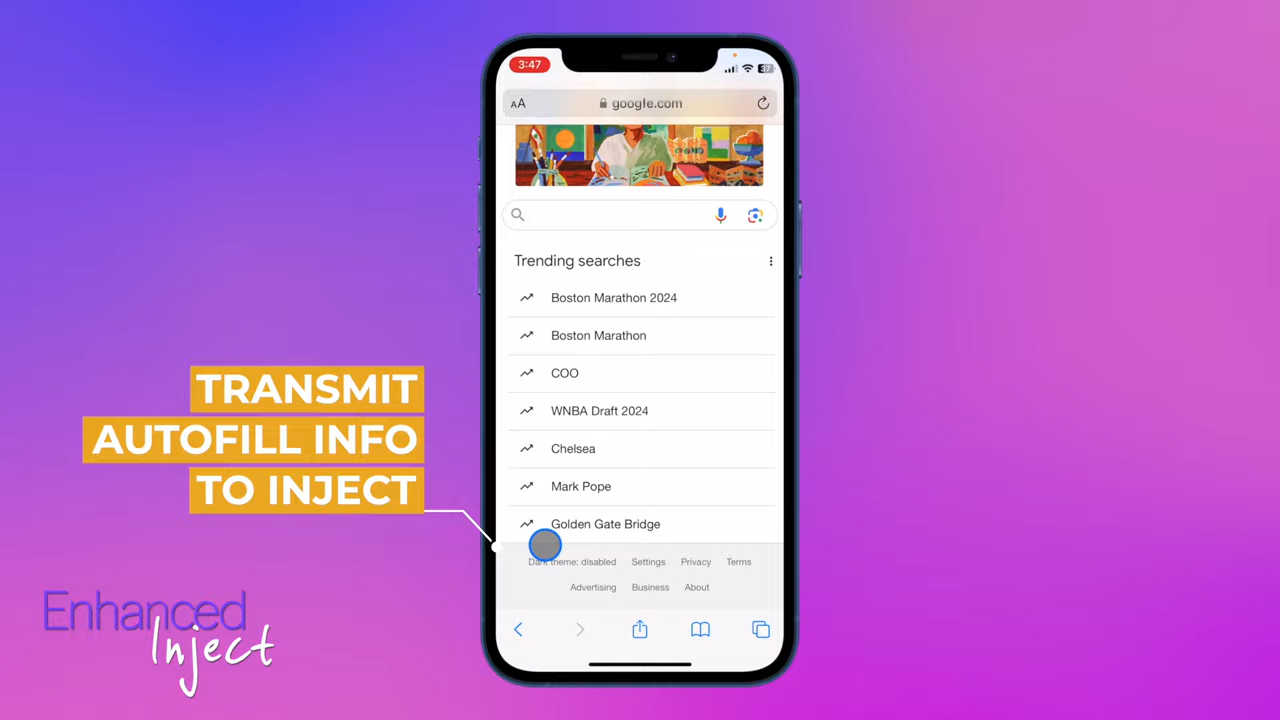 3:47
37
AA
google.com
Trending searches
Boston Marathon 2024
Boston Marathon
COO
WNBA Draft 2024
Chelsea
Mark Pope
Golden Gate Bridge
Dark theme: disabled Settings Privacy Terms
Advertising Business About
TRANSMIT
AUTOFILL INFO
TO INJECT
Enhanced
Inject